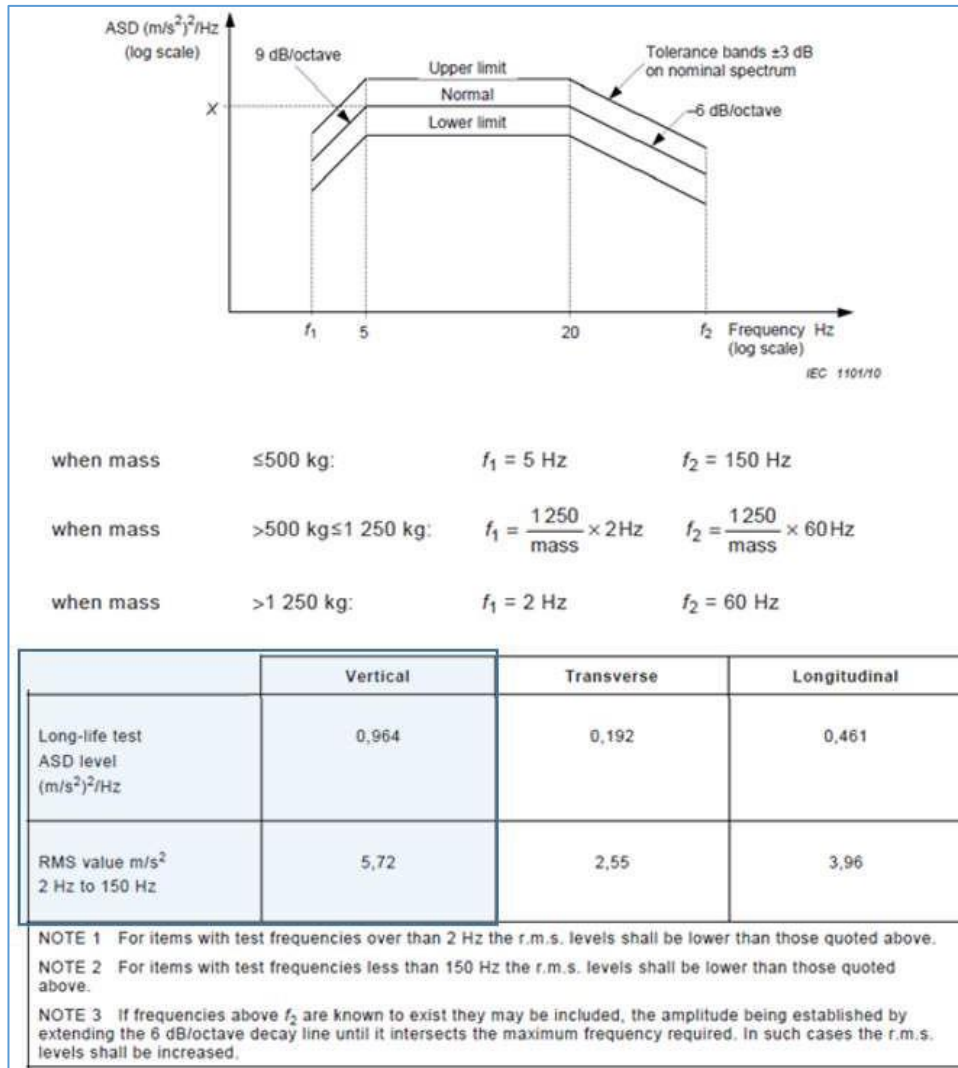 ASD (m/s²)²/Hz
(log scale)
9 dB/octave
Upper limit
Tolerance bands ±3 dB
on nominal spectrum
X
Normal
–6 dB/octave
Lower limit
f₁ 5 20 f₂ Frequency Hz
(log scale)
IEC 1101/10
when mass ≤500 kg: f₁ = 5 Hz f₂ = 150 Hz
when mass >500 kg≤1 250 kg: f₁ = 1250/mass × 2Hz f₂ = 1250/mass × 60Hz
when mass >1 250 kg: f₁ = 2 Hz f₂ = 60 Hz
Vertical Transverse Longitudinal
Long-life test 0,964 0,192 0,461
ASD level
(m/s²)²/Hz
RMS value m/s² 5,72 2,55 3,96
2 Hz to 150 Hz
NOTE 1 For items with test frequencies over than 2 Hz the r.m.s. levels shall be lower than those quoted above.
NOTE 2 For items with test frequencies less than 150 Hz the r.m.s. levels shall be lower than those quoted
above.
NOTE 3 If frequencies above f₂ are known to exist they may be included, the amplitude being established by
extending the 6 dB/octave decay line until it intersects the maximum frequency required. In such cases the r.m.s.
levels shall be increased.